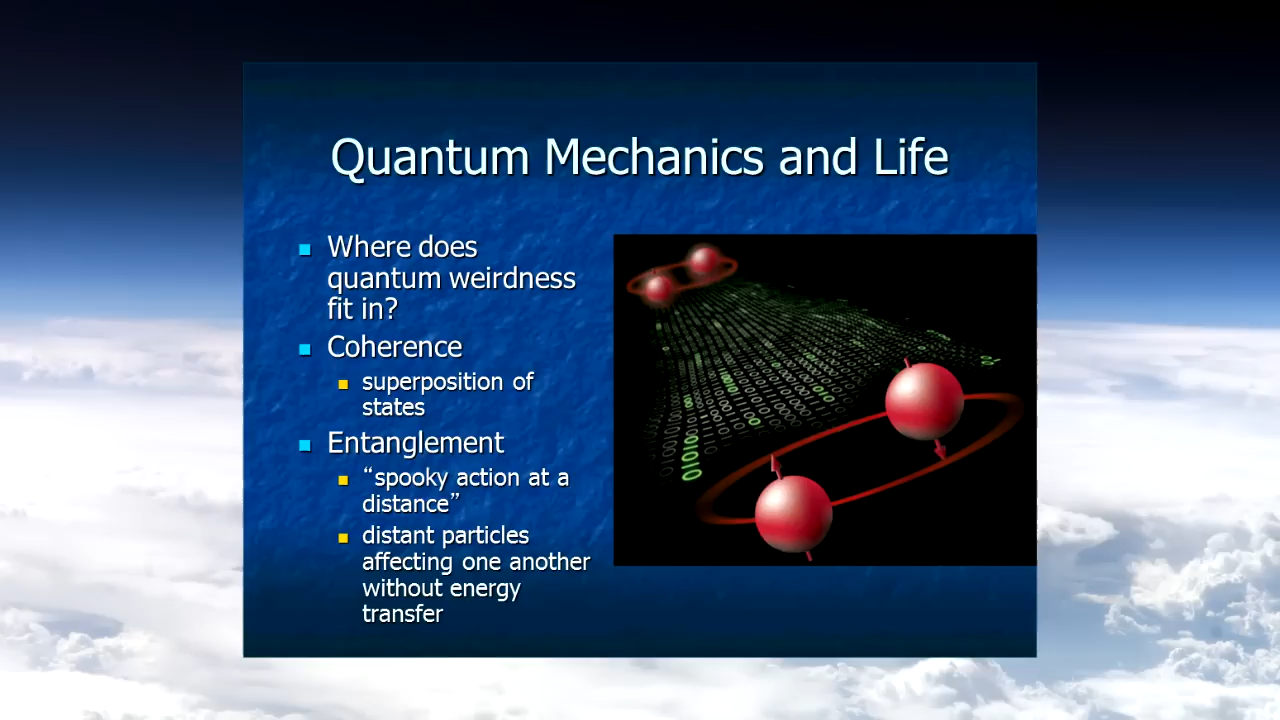 Quantum Mechanics and Life
Where does
quantum weirdness
fit in?
Coherence
superposition of
states
Entanglement
“spooky action at a
distance”
distant particles
affecting one another
without energy
transfer